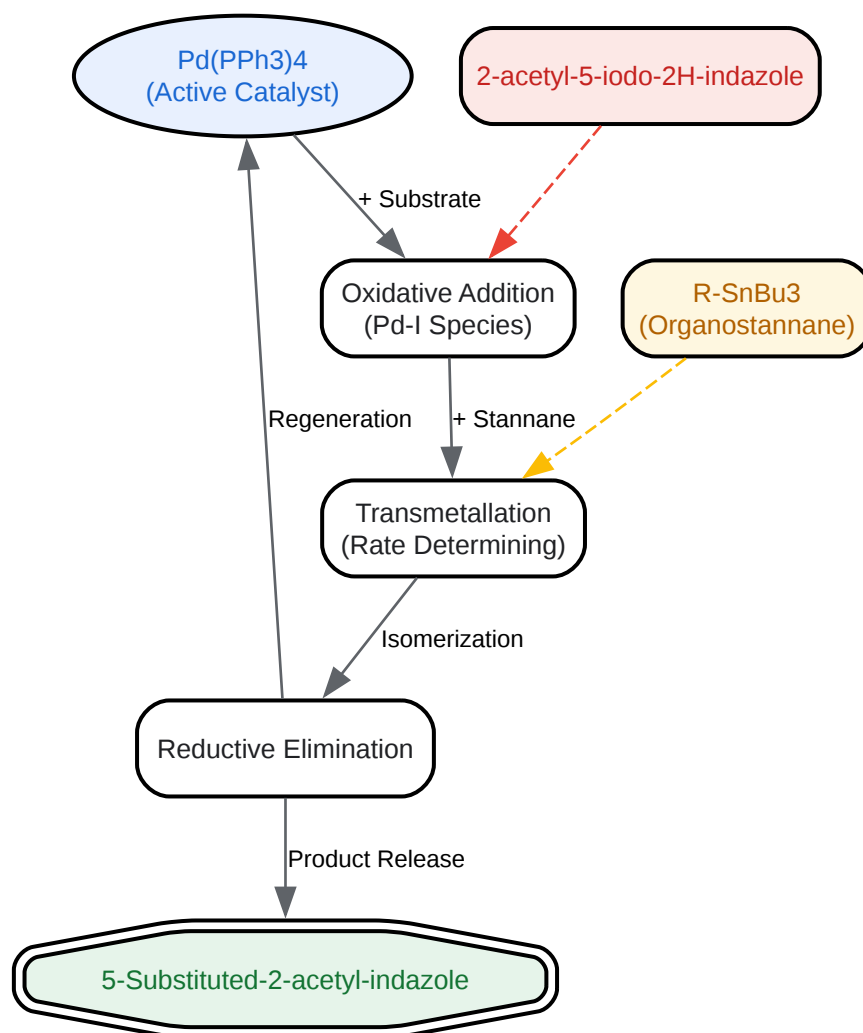 Pd(PPh3)4
(Active Catalyst)
2-acetyl-5-iodo-2H-indazole
+ Substrate
Oxidative Addition
(Pd-I Species)
R-SnBu3
(Organostannane)
Regeneration
+ Stannane
Transmetallation
(Rate Determining)
Isomerization
Reductive Elimination
Product Release
5-Substituted-2-acetyl-indazole